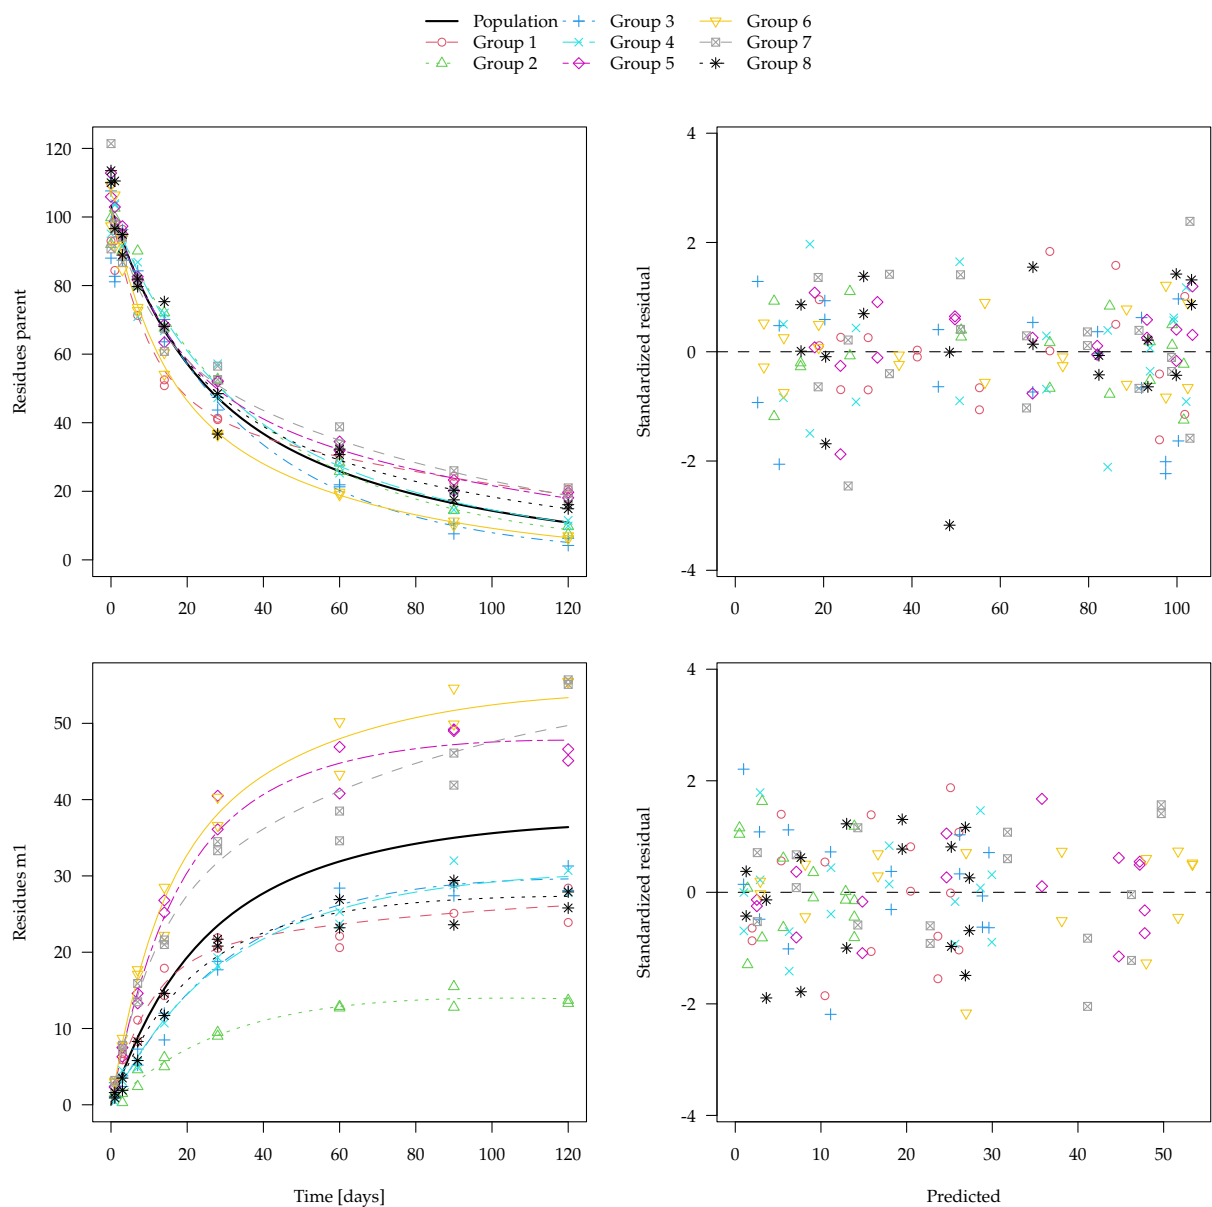 Population Group 3 Group 6
Group 1 Group 4 Group 7
Group 2 Group 5 Group 8
Residues parent
0 20 40 60 80 100 120
0 20 40 60 80 100 120
Standardized residual
-4 -2 0 2 4
0 20 40 60 80 100
Residues m1
0 10 20 30 40 50
0 20 40 60 80 100 120
Time [days]
Standardized residual
-4 -2 0 2 4
0 10 20 30 40 50
Predicted